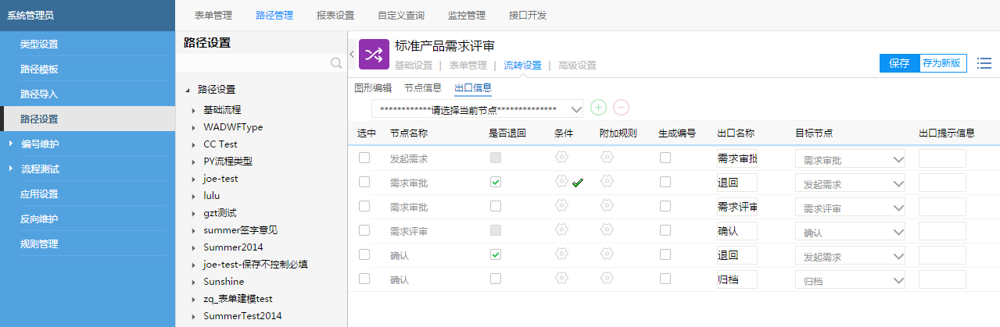 系统管理员
表单管理 路径管理 报表设置 自定义查询 监控管理 接口开发
类型设置
路径模板
路径导入
路径设置
编号维护
流程测试
应用设置
反向维护
规则管理
路径设置
路径设置
基础流程
WADWFType
CC Test
PY流程类型
joe-test
lulu
gzt测试
summer签字意见
Summer2014
joe-test-保存不控制必填
Sunshine
zq_表单建模test
SummerTest2014
标准产品需求评审
基础设置 | 表单管理 | 流转设置 | 高级设置
保存 存为新版
图形编辑 节点信息 出口信息
************请选择当前节点**************
选中 节点名称 是否退回 条件 附加规则 生成编号 出口名称 目标节点 出口提示信息
发起需求 需求审批 需求审批
需求审批 退回 发起需求
需求审批 需求评审 需求评审
需求评审 确认 确认
确认 退回 发起需求
确认 归档 归档